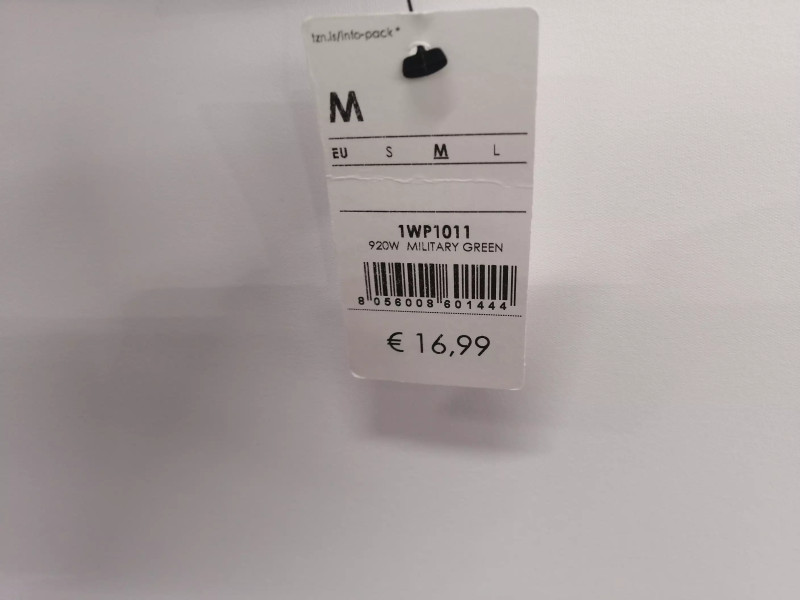 tzn.is/info-pack*
M
EU S M L
1WP1011
920W MILITARY GREEN
8 056008 601444
€ 16,99